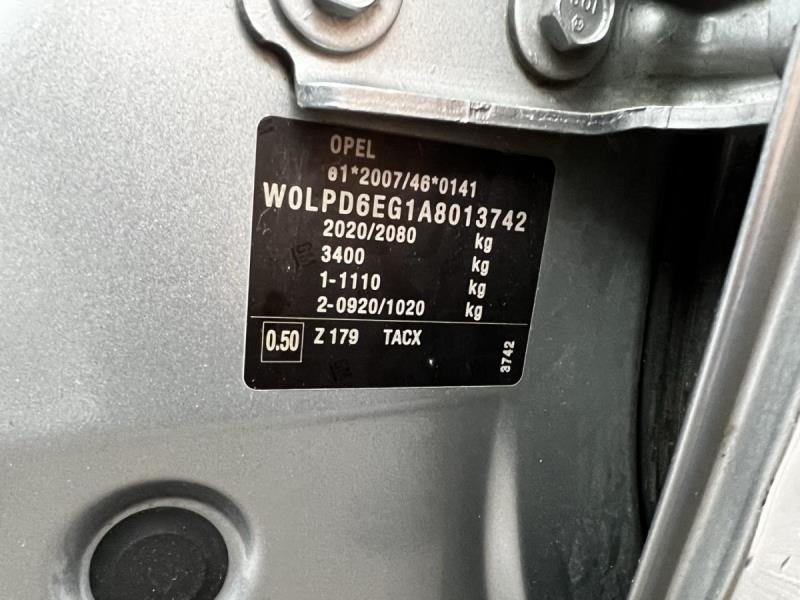 OPEL
e1*2007/46*0141
W0LPD6EG1A8013742
2020/2080 kg
3400 kg
1-1110 kg
2-0920/1020 kg
0.50 Z 179 TACX
3742